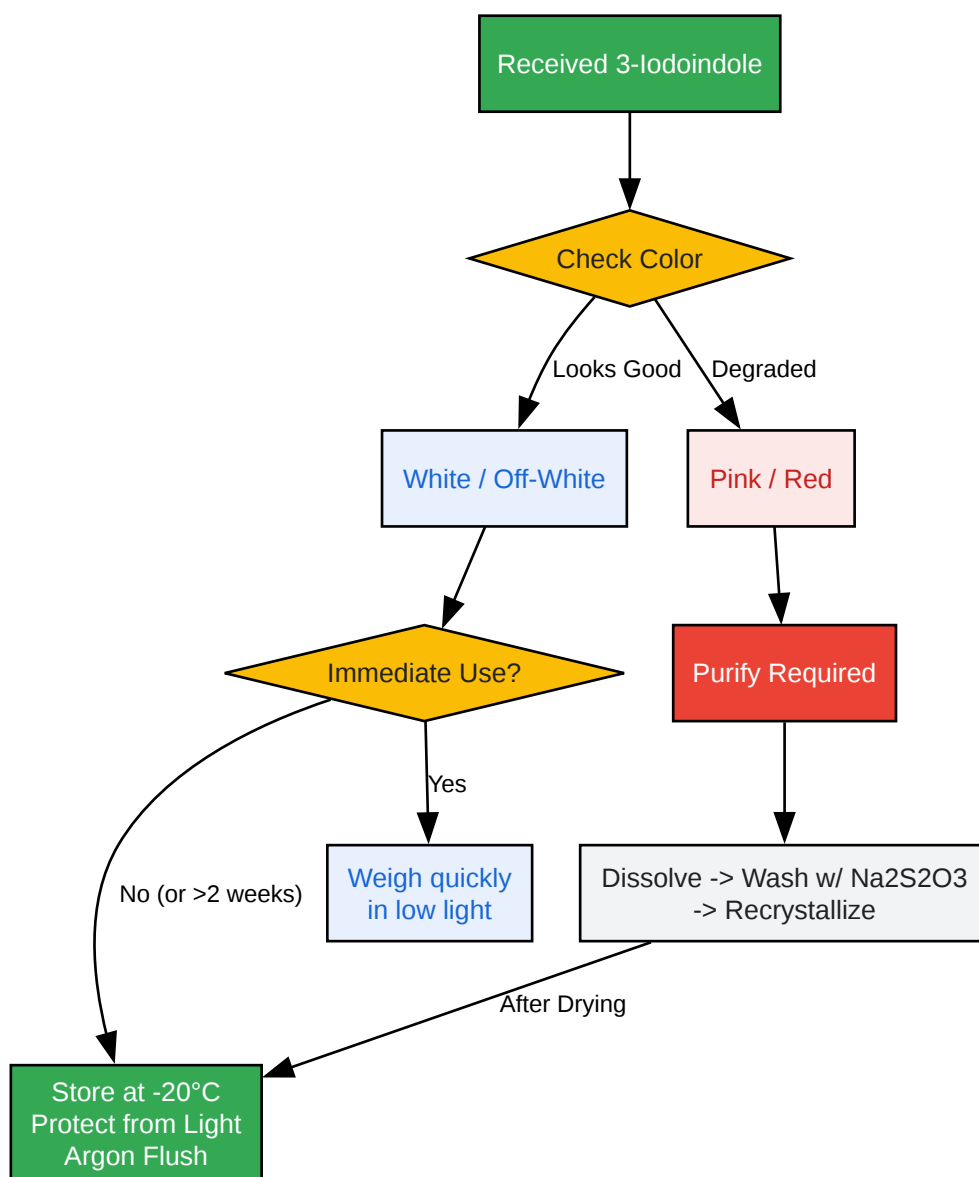 Received 3-Iodoindole
Check Color
Looks Good
Degraded
White / Off-White
Pink / Red
Immediate Use?
Purify Required
Yes
No (or >2 weeks)
Weigh quickly
in low light
Dissolve -> Wash w/ Na2S2O3
-> Recrystallize
After Drying
Store at -20°C
Protect from Light
Argon Flush